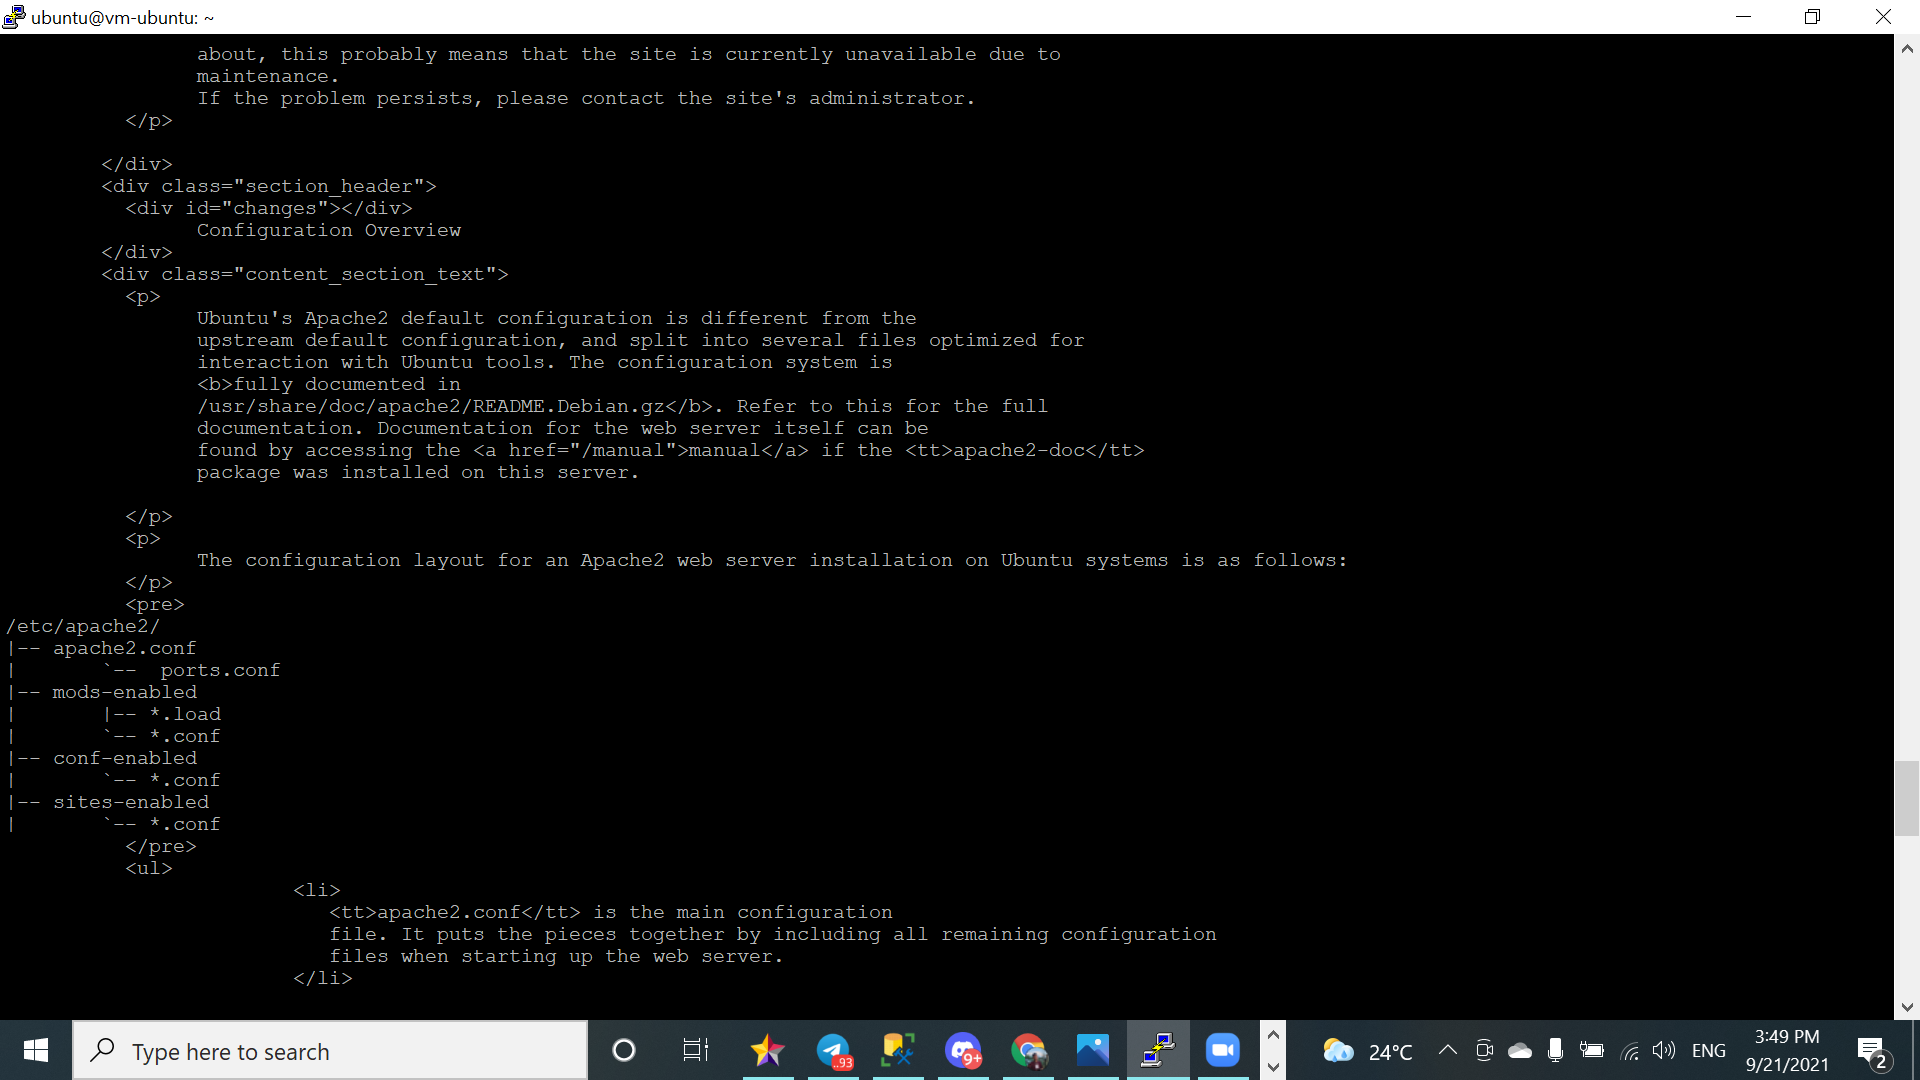 ubuntu@vm-ubuntu: ~
about, this probably means that the site is currently unavailable due to
maintenance.
If the problem persists, please contact the site's administrator.
</p>
</div>
<div class="section_header">
<div id="changes"></div>
Configuration Overview
</div>
<div class="content_section_text">
<p>
Ubuntu's Apache2 default configuration is different from the
upstream default configuration, and split into several files optimized for
interaction with Ubuntu tools. The configuration system is
<b>fully documented in
/usr/share/doc/apache2/README.Debian.gz</b>. Refer to this for the full
documentation. Documentation for the web server itself can be
found by accessing the <a href="/manual">manual</a> if the <tt>apache2-doc</tt>
package was installed on this server.
</p>
<p>
The configuration layout for an Apache2 web server installation on Ubuntu systems is as follows:
</p>
<pre>
/etc/apache2/
|-- apache2.conf
|       `--  ports.conf
|-- mods-enabled
|       |-- *.load
|       `-- *.conf
|-- conf-enabled
|       `-- *.conf
|-- sites-enabled
|       `-- *.conf
</pre>
<ul>
<li>
<tt>apache2.conf</tt> is the main configuration
file. It puts the pieces together by including all remaining configuration
files when starting up the web server.
</li>
Type here to search
93
9+
24°C
ENG
3:49 PM
9/21/2021
2